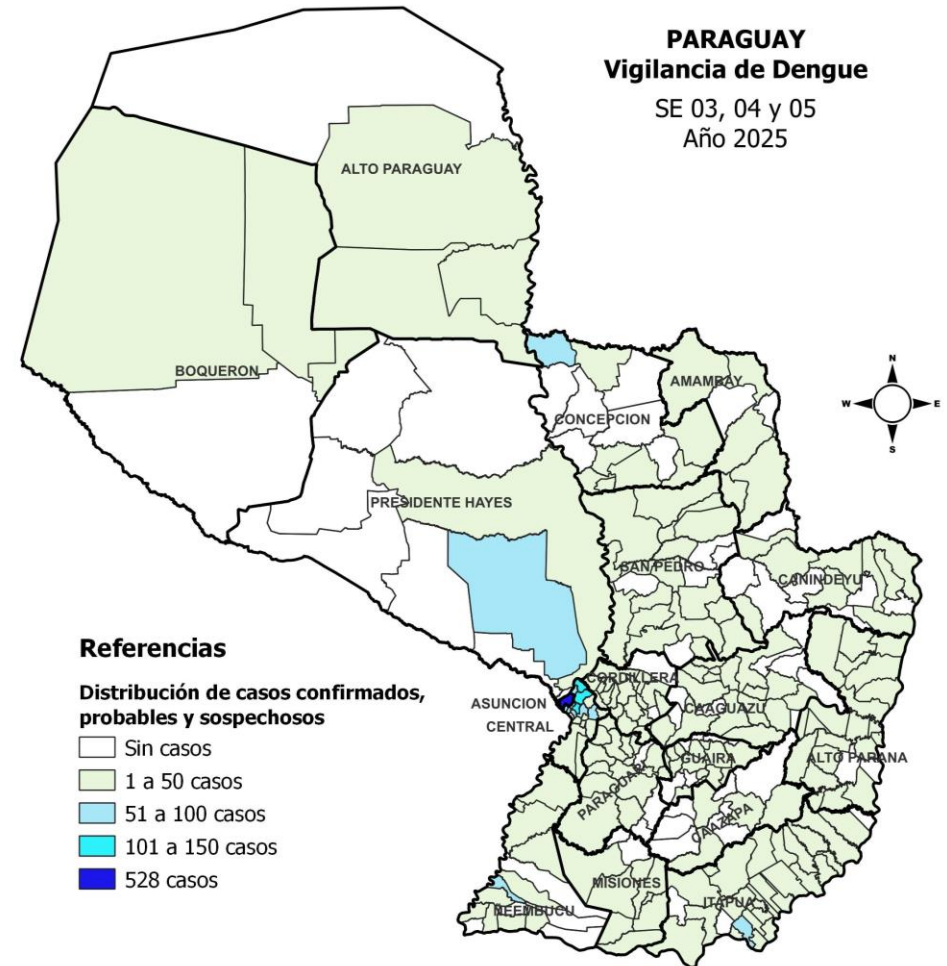 PARAGUAY
Vigilancia de Dengue
SE 03, 04 y 05
Año 2025
ALTO PARAGUAY
BOQUERON
AMAMBAY
CONCEPCION
N
W E
S
PRESIDENTE HAYES
SAN PEDRO
CANINDEYU
CORDILLERA
ASUNCION
CENTRAL
CAAGUAZU
GUAIRA
ALTO PARANA
PARAGUARI
CAAZAPA
MISIONES
ITAPUA
ÑEEMBUCU
Referencias
Distribución de casos confirmados,
probables y sospechosos
Sin casos
1 a 50 casos
51 a 100 casos
101 a 150 casos
528 casos